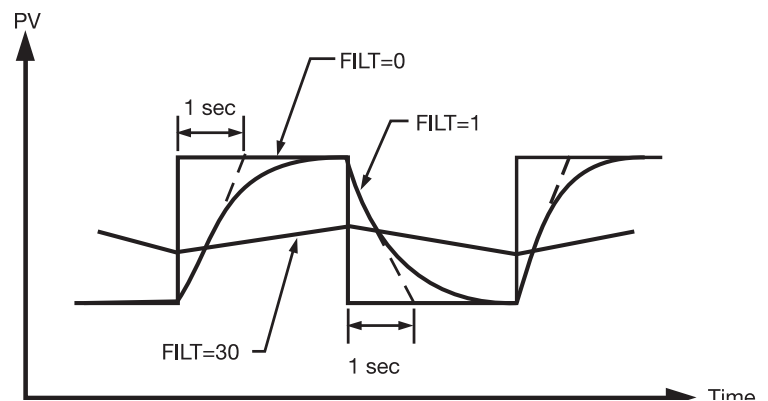 PV
FILT=0
1 sec
FILT=1
FILT=30
1 sec
Time